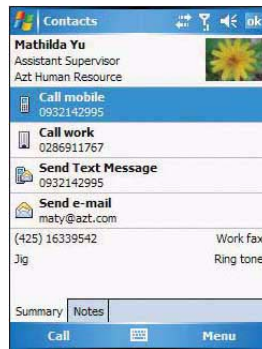 Contacts ok
Mathilda Yu
Assistant Supervisor
Azt Human Resource
Call mobile
0932142995
Call work
0286911767
Send Text Message
0932142995
Send e-mail
maty@azt.com
(425) 16339542 Work fax
Jig Ring tone
Summary Notes
Call Menu